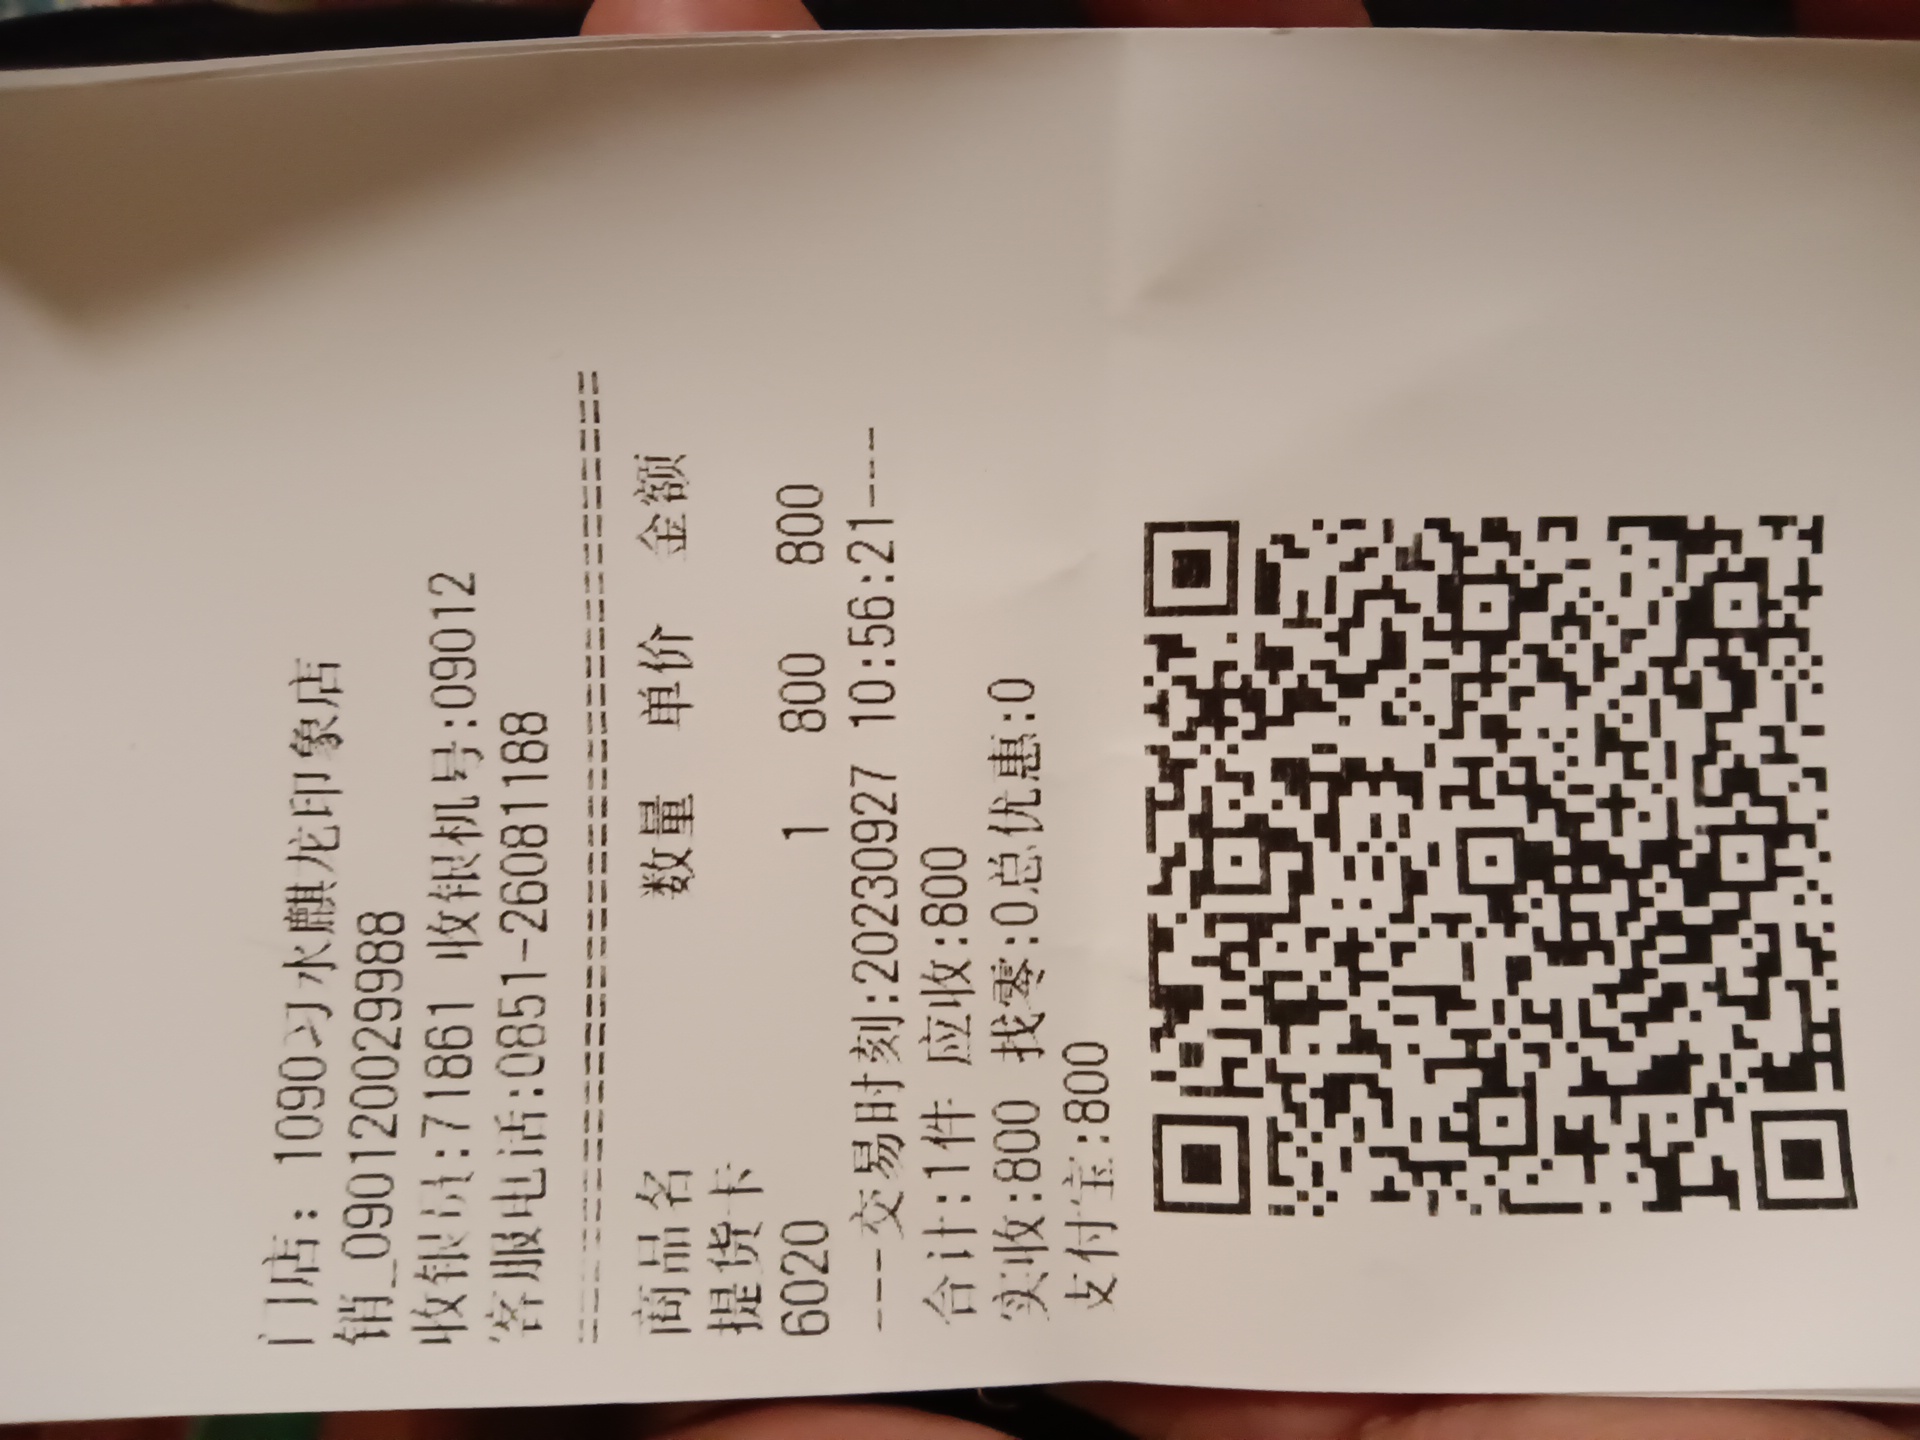 门店: 1090习水麒龙印象店
销_090120029988
收银员:71861 收银机号:09012
客服电话:0851-26081188
==================================
商品名 数量 单价 金额
提货卡
6020 1 800 800
---交易时刻:20230927 10:56:21---
合计:1件 应收:800
实收:800 找零:0总优惠:0
支付宝:800